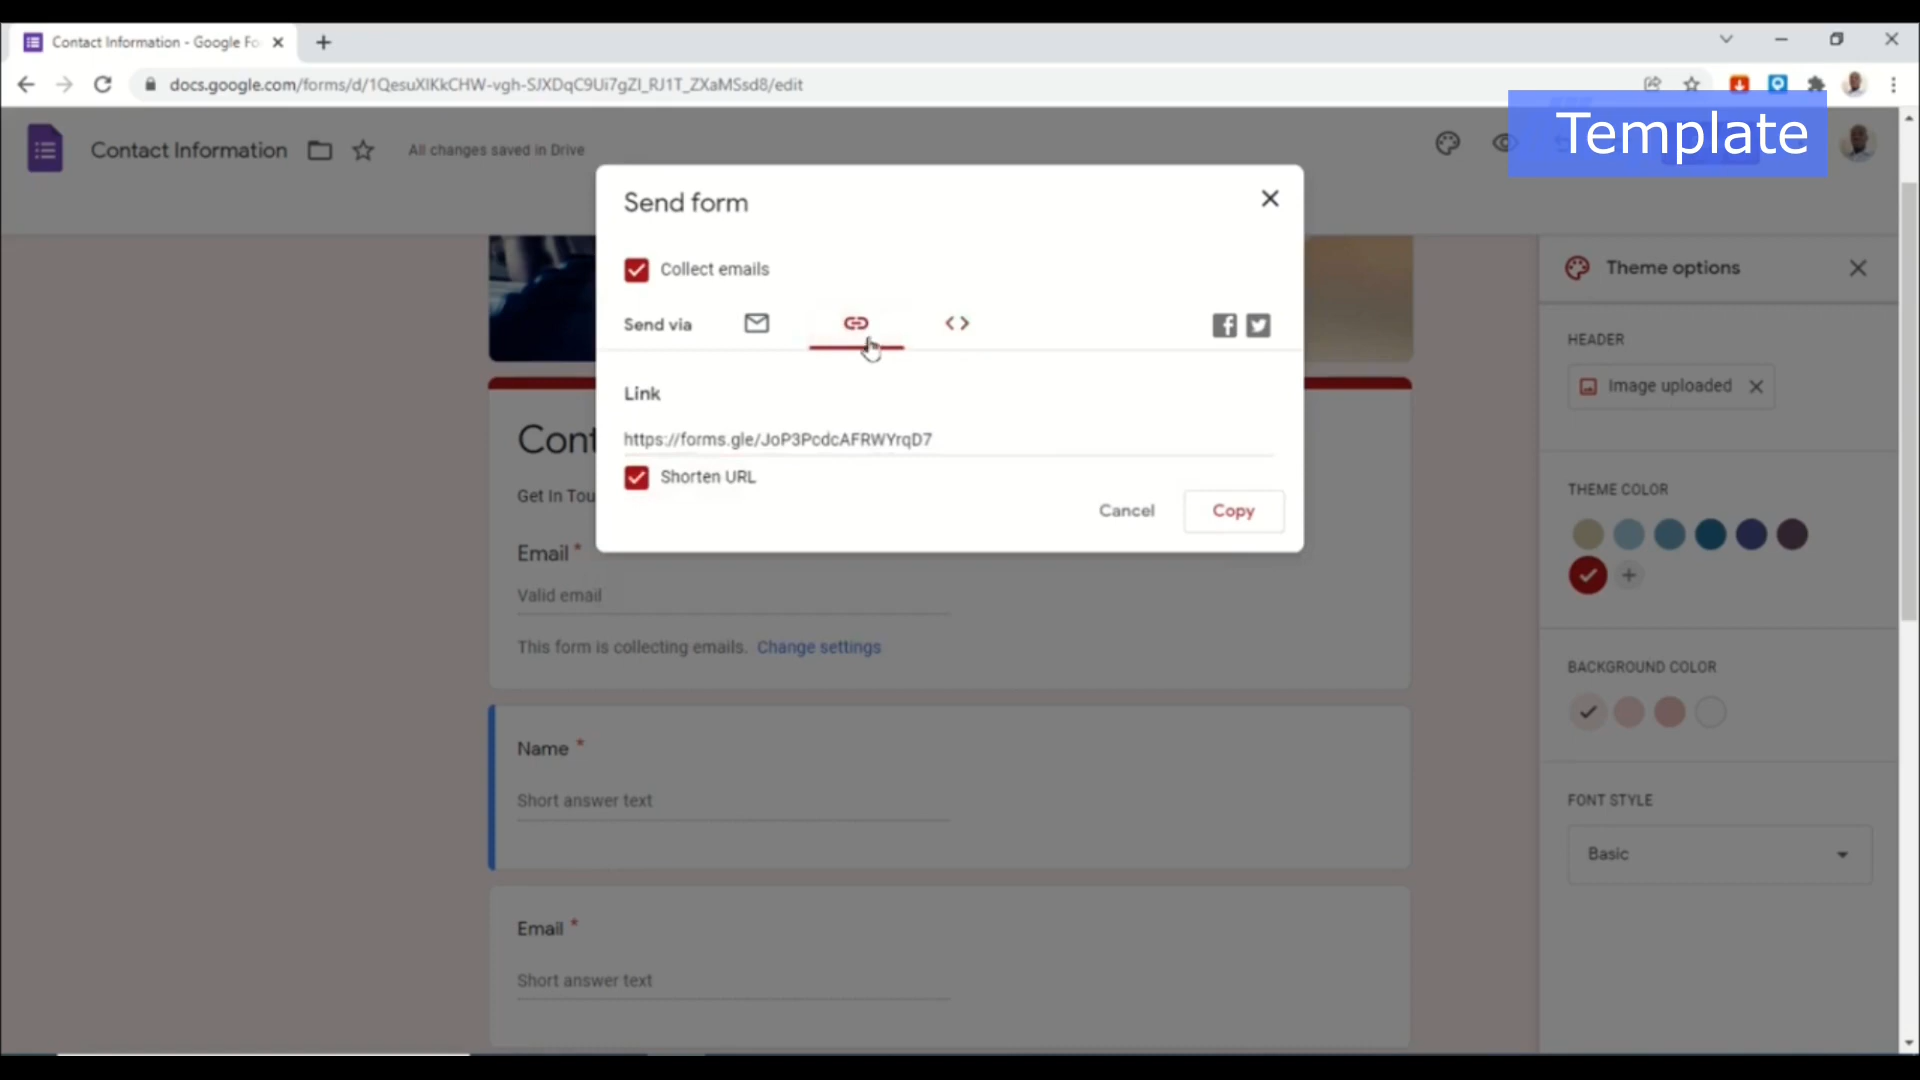 Contact Information - Google Fo
docs.google.com/forms/d/1QesuXlKkCHW-vgh-SJXDqC9Ui7gZl_RJ1T_ZXaMSsd8/edit
Template
Contact Information
All changes saved in Drive
Send form
Collect emails
Send via
Link
https://forms.gle/JoP3PcdcAFRWYrqD7
Shorten URL
Cancel
Copy
Cont
Get In Tou
Email *
Valid email
This form is collecting emails. Change settings
Name *
Short answer text
Email *
Short answer text
Theme options
HEADER
Image uploaded
THEME COLOR
BACKGROUND COLOR
FONT STYLE
Basic